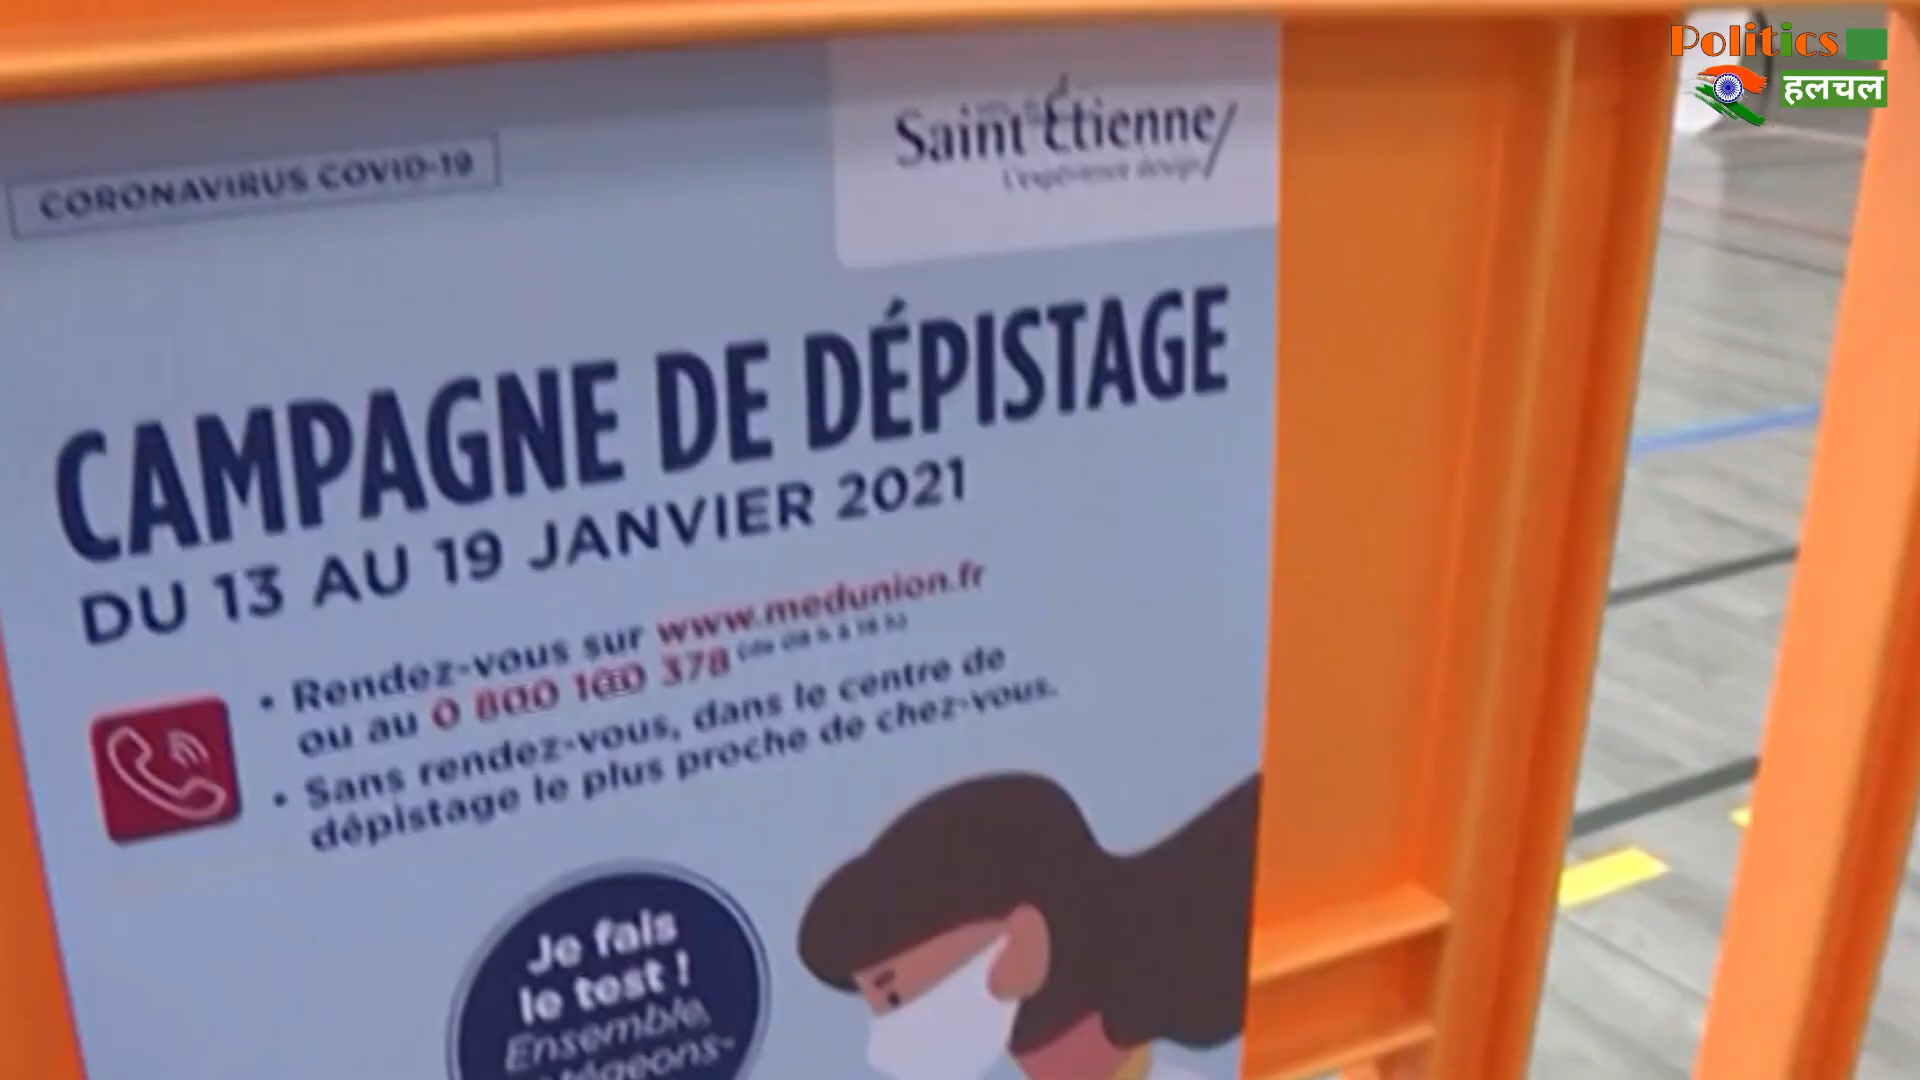 Politics
हलचल
CORONAVIRUS COVID-19
Saint-Étienne
L'expérience design
CAMPAGNE DE DÉPISTAGE
DU 13 AU 19 JANVIER 2021
• Rendez-vous sur www.medunion.fr
ou au 0 800 100 378
• Sans rendez-vous, dans le centre de
dépistage le plus proche de chez-vous.
Je fais
le test !
Ensemble,